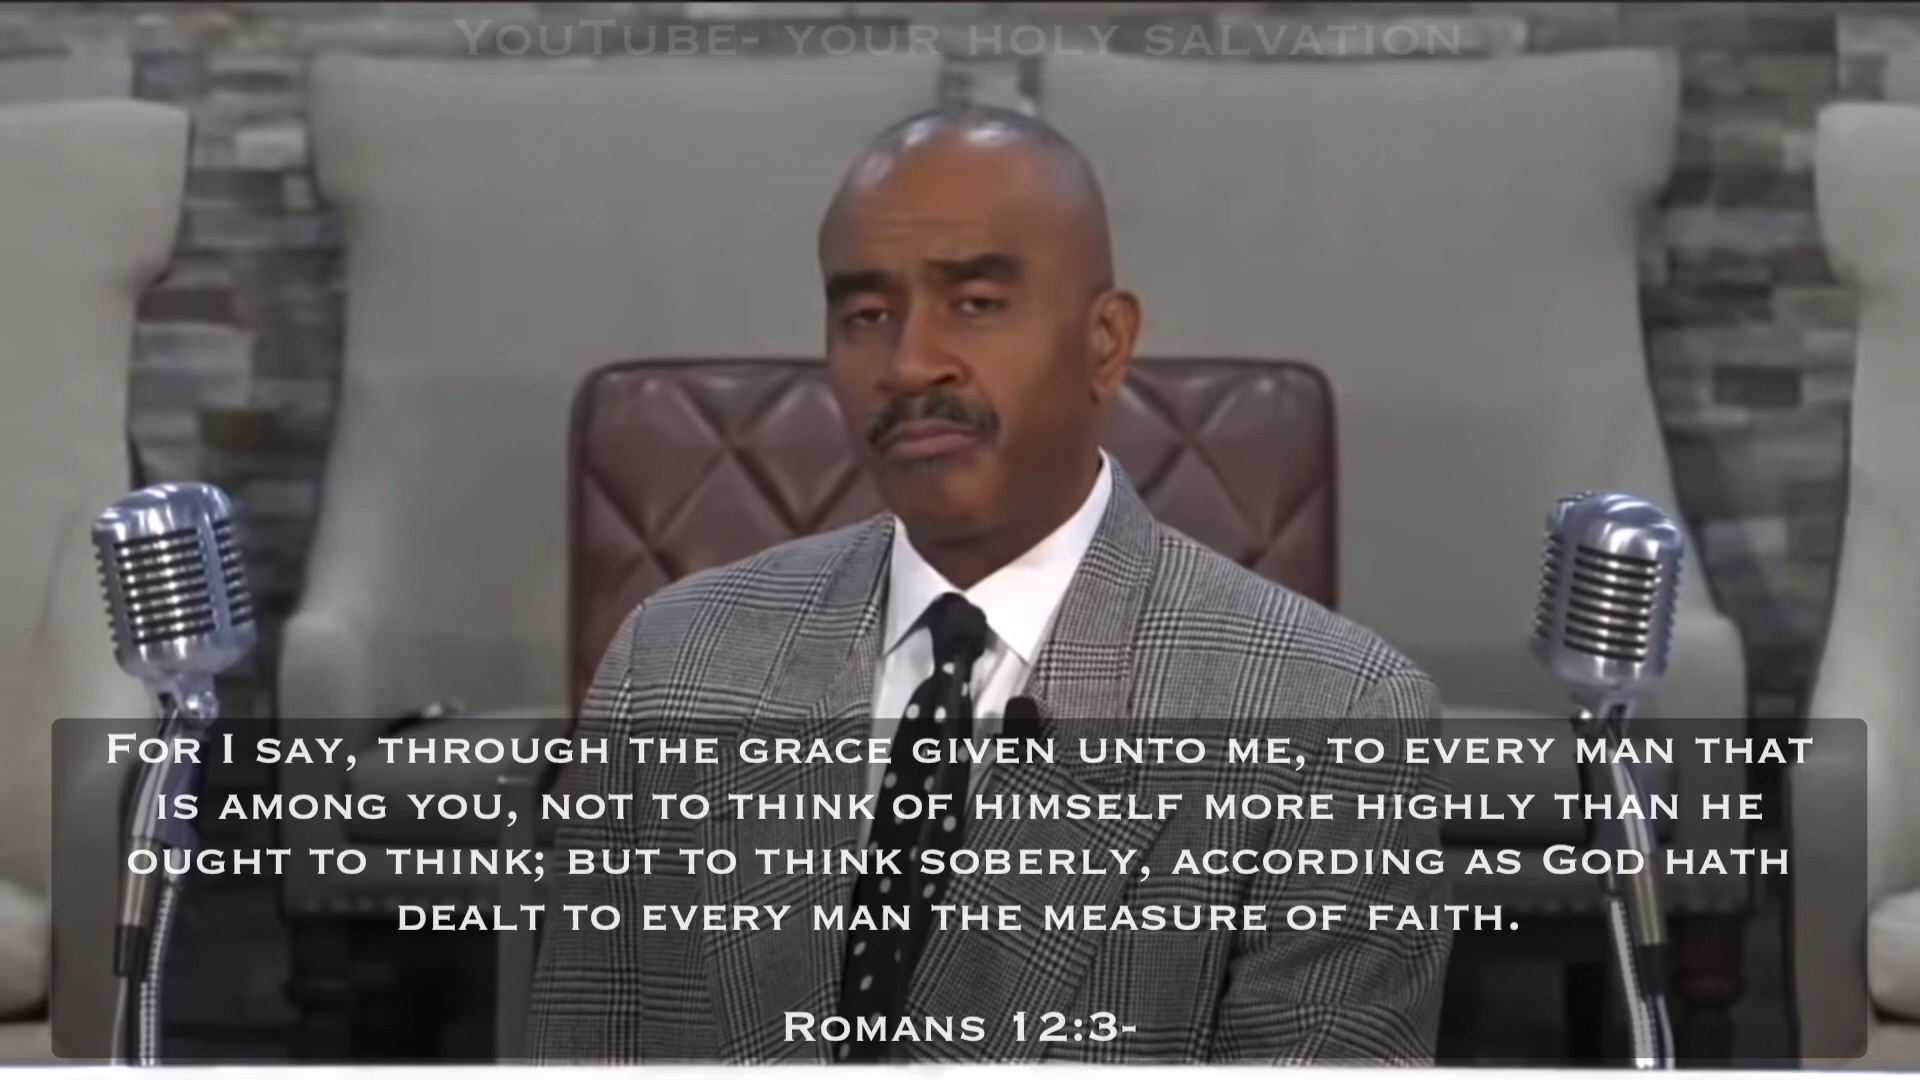 YouTube- your holy salvation
For I say, through the grace given unto me, to every man that
is among you, not to think of himself more highly than he
ought to think; but to think soberly, according as God hath
dealt to every man the measure of faith.
Romans 12:3-